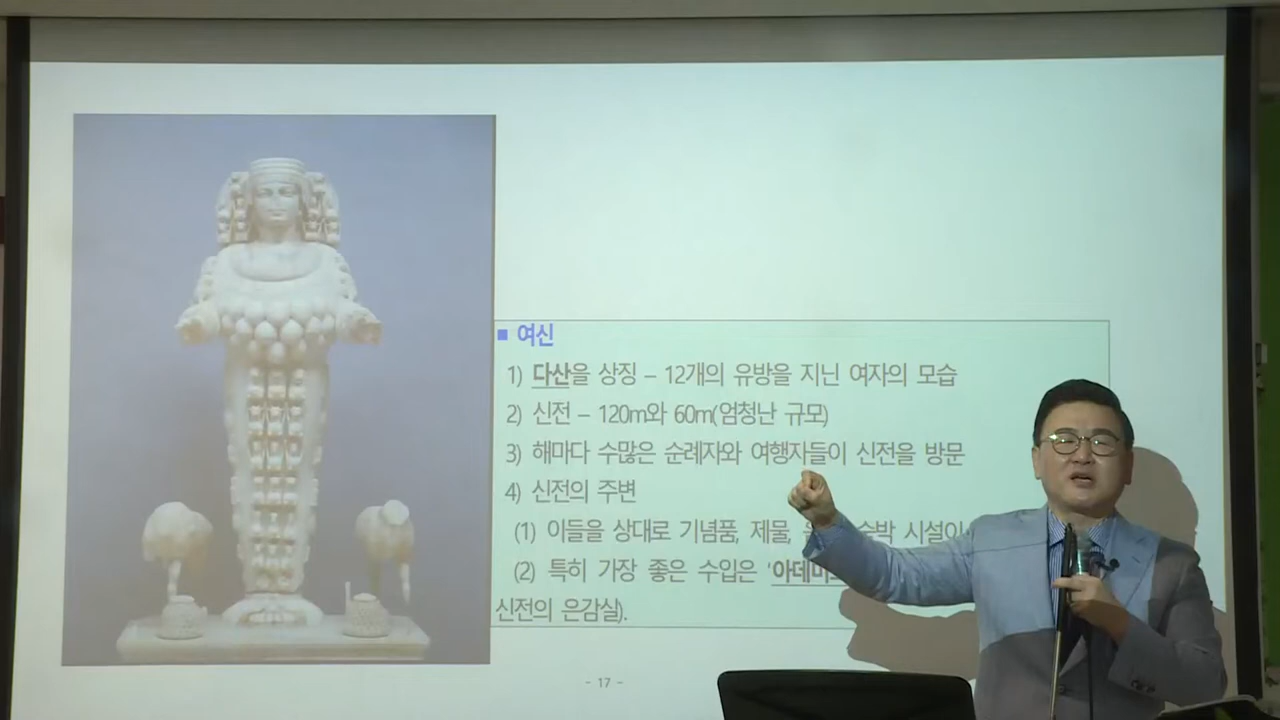 ■ 여신
1) 다산을 상징 – 12개의 유방을 지닌 여자의 모습
2) 신전 – 120m와 60m(엄청난 규모)
3) 해마다 수많은 순례자와 여행자들이 신전을 방문
4) 신전의 주변
(1) 이들을 상대로 기념품, 제물, 숙박 시설이
(2) 특히 가장 좋은 수입은 '아데미
신전의 은감실).
- 17 -